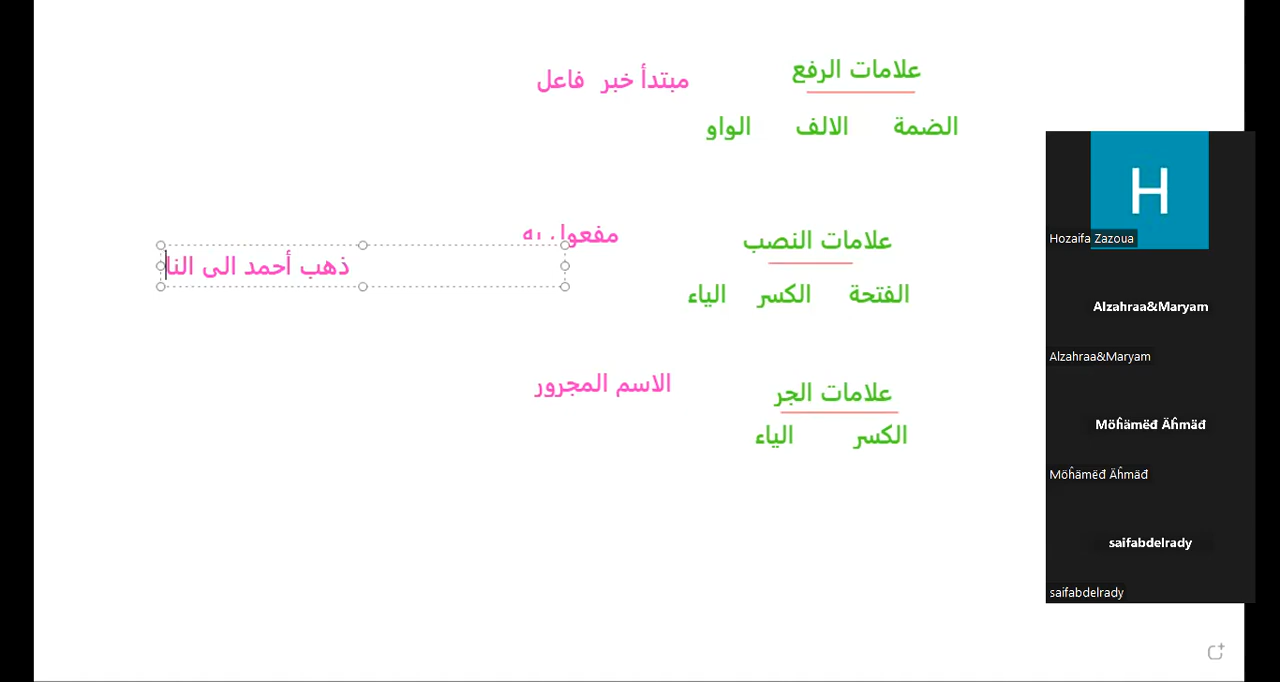 علامات الرفع
مبتدأ خبر فاعل
الضمة الالف الواو
علامات النصب
مفعول به
ذهب أحمد الى النا
الفتحة الكسر الياء
علامات الجر
الاسم المجرور
الكسر الياء
H
Hozaifa Zazoua
Alzahraa&Maryam
Alzahraa&Maryam
Möĥämëđ Äĥmäđ
Möĥämëđ Äĥmäđ
saifabdelrady
saifabdelrady